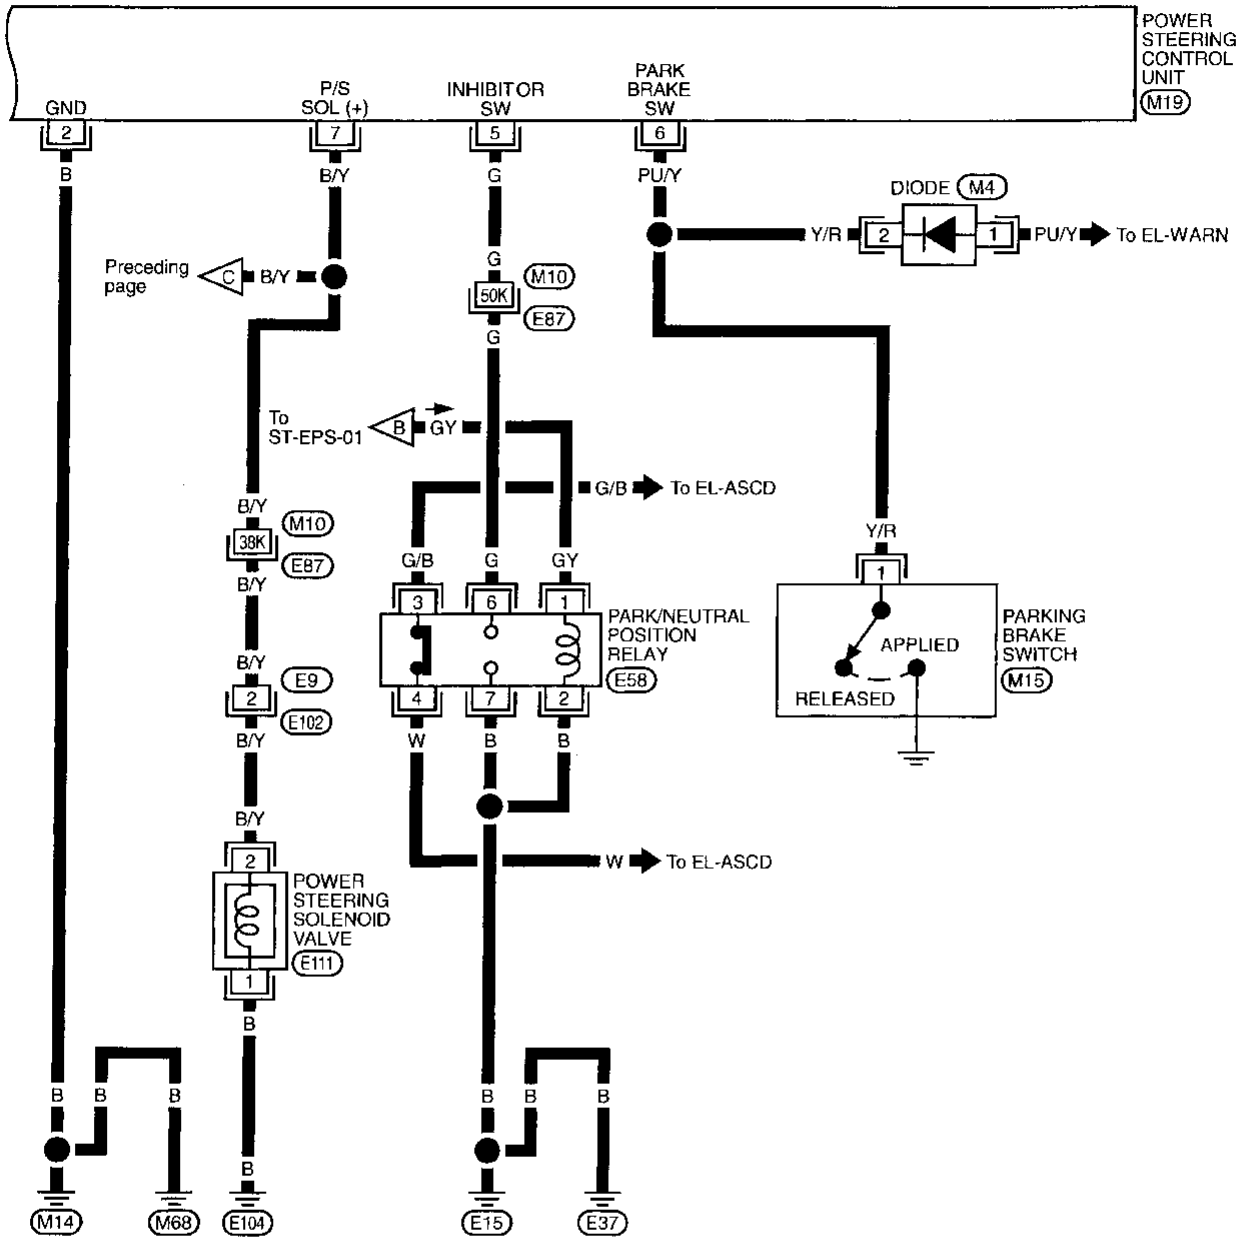 POWER
STEERING
CONTROL
UNIT
M19
GND
P/S
SOL (+)
INHIBITOR
SW
PARK
BRAKE
SW
2
7
5
6
B
B/Y
G
PU/Y
DIODE
M4
Y/R
2
1
PU/Y
To EL-WARN
Preceding
page
C
B/Y
G
50K
M10
E87
G
To
ST-EPS-01
B
GY
G/B
To EL-ASCD
B/Y
38K
M10
E87
B/Y
G/B
G
GY
Y/R
1
3
6
1
PARK/NEUTRAL
POSITION
RELAY
E58
APPLIED
RELEASED
PARKING
BRAKE
SWITCH
M15
B/Y
2
E9
E102
B/Y
4
7
2
W
B
B
B/Y
2
W
To EL-ASCD
POWER
STEERING
SOLENOID
VALVE
E111
1
B
B
B
B
B
B
B
B
M14
M68
E104
E15
E37